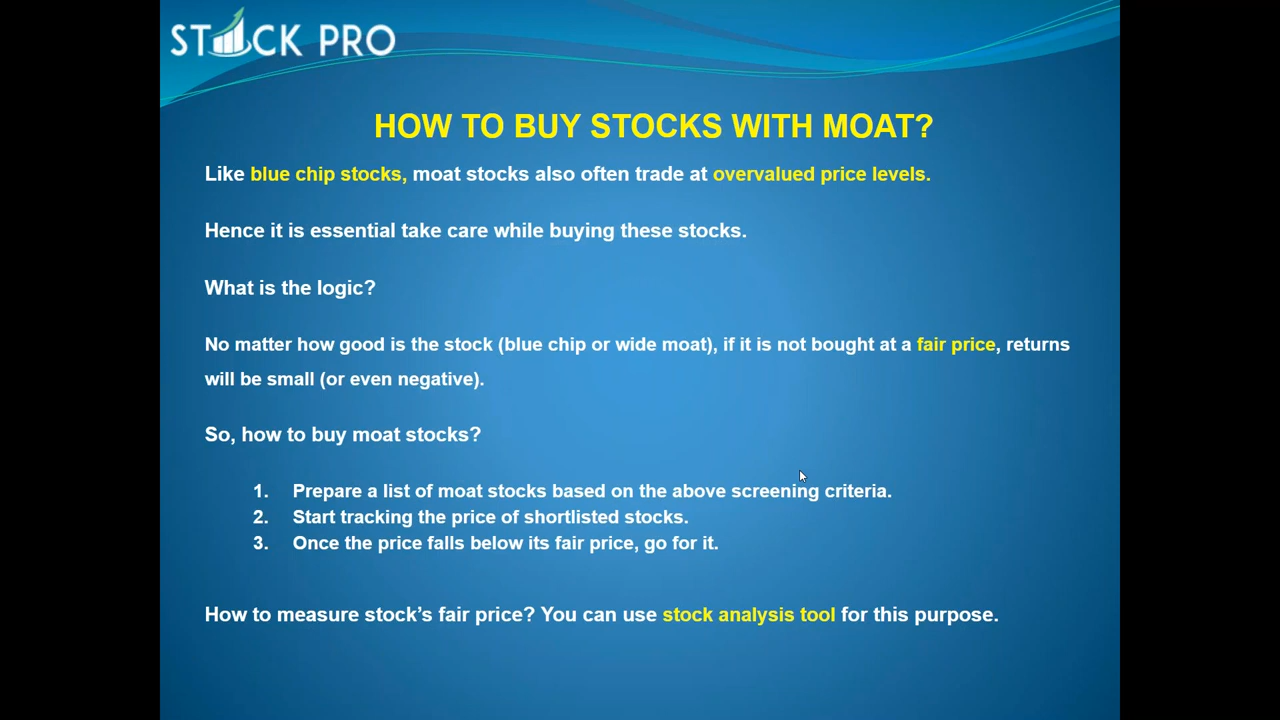 STOCK PRO
HOW TO BUY STOCKS WITH MOAT?
Like blue chip stocks, moat stocks also often trade at overvalued price levels.
Hence it is essential take care while buying these stocks.
What is the logic?
No matter how good is the stock (blue chip or wide moat), if it is not bought at a fair price, returns
will be small (or even negative).
So, how to buy moat stocks?
1. Prepare a list of moat stocks based on the above screening criteria.
2. Start tracking the price of shortlisted stocks.
3. Once the price falls below its fair price, go for it.
How to measure stock’s fair price? You can use stock analysis tool for this purpose.